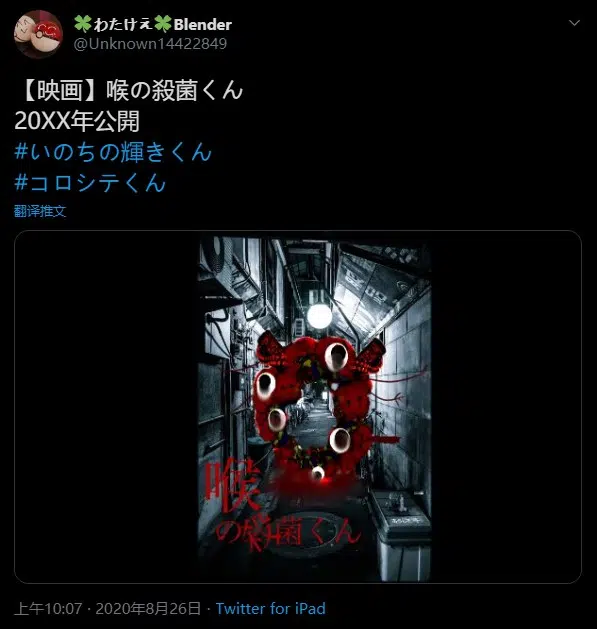 🍀わたけえ🍀Blender
@Unknown14422849
【映画】喉の殺菌くん
20XX年公開
#いのちの輝きくん
#コロシテくん
翻译推文
喉
の殺菌くん
上午10:07 · 2020年8月26日 · Twitter for iPad